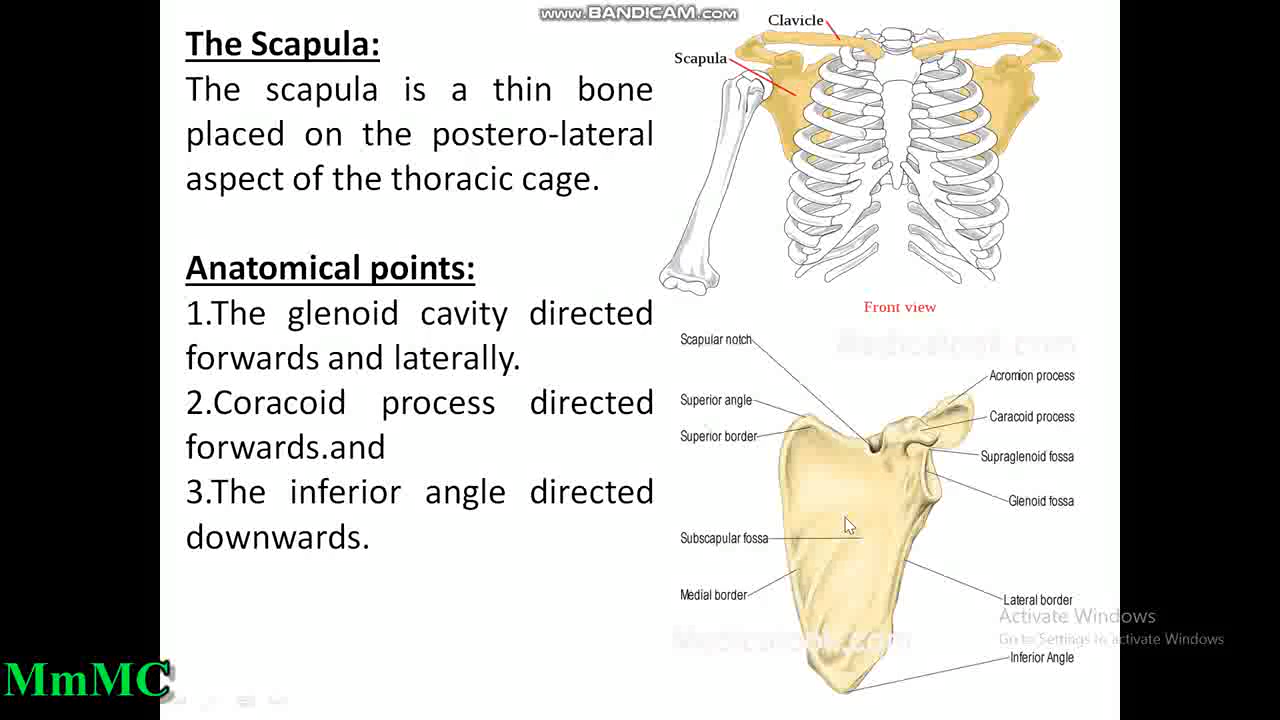 www.BANDICAM.com
The Scapula:
The scapula is a thin bone
placed on the postero-lateral
aspect of the thoracic cage.
Anatomical points:
1.The glenoid cavity directed
forwards and laterally.
2.Coracoid process directed
forwards.and
3.The inferior angle directed
downwards.
Clavicle
Scapula
Front view
Scapular notch
Superior angle
Superior border
Subscapular fossa
Medial border
Acromion process
Caracoid process
Supraglenoid fossa
Glenoid fossa
Lateral border
Inferior Angle
Activate Windows
Go to Settings to activate Windows
MmMC